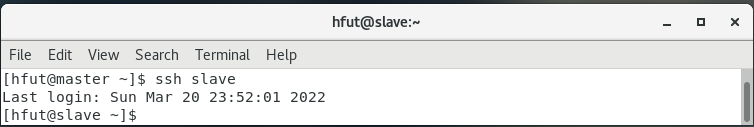 hfut@slave:~
File Edit View Search Terminal Help
[hfut@master ~]$ ssh slave
Last login: Sun Mar 20 23:52:01 2022
[hfut@slave ~]$